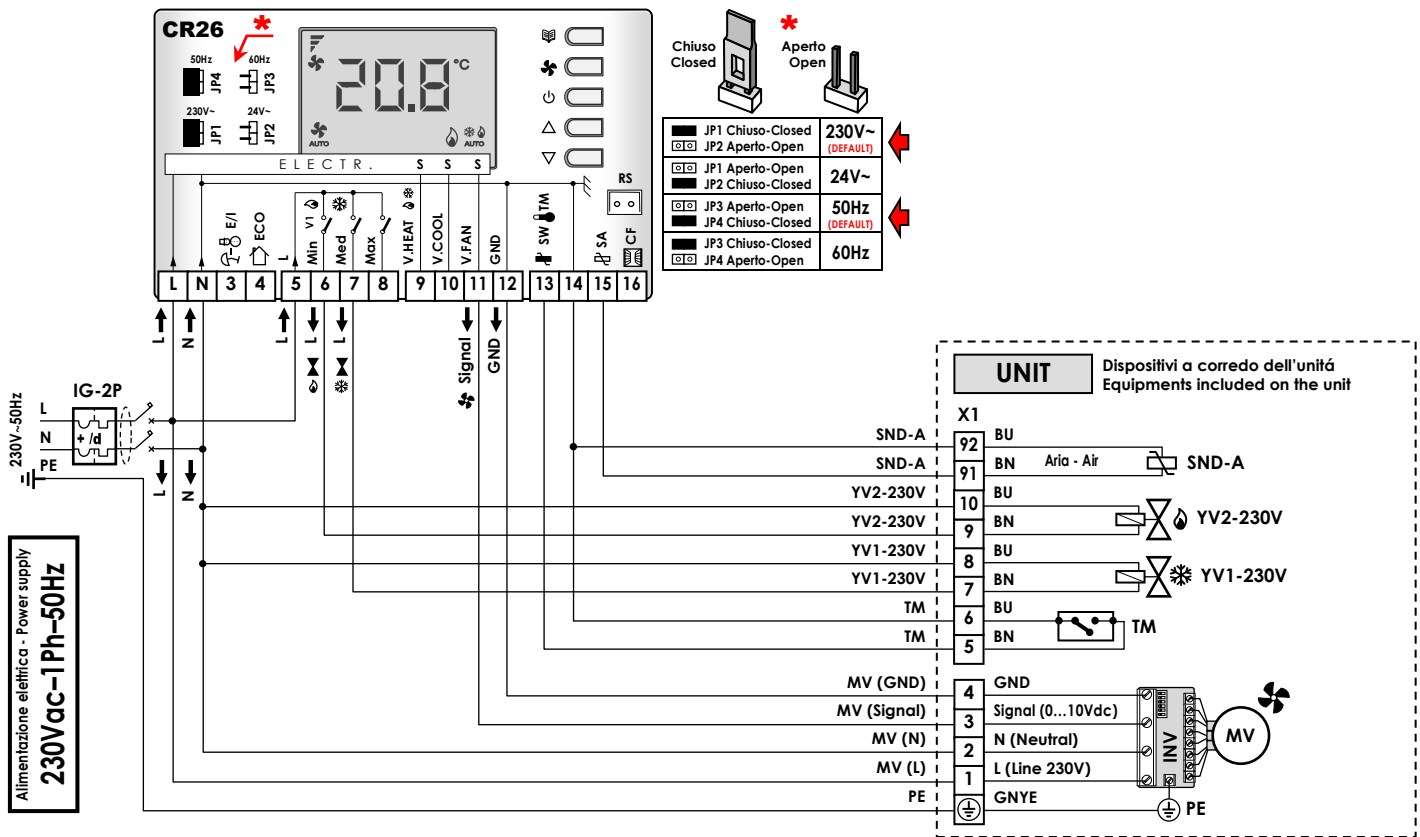 CR26
*
50Hz
JP4
60Hz
JP3
230V~
JP1
24V~
JP2
20.8 °C
AUTO
AUTO
ELECTR.
S S S
RS
E/I
ECO
L
Min
V1
Med
Max
V.HEAT
V.COOL
V.FAN
GND
SW
TM
SA
CF
L N 3 4 5 6 7 8 9 10 11 12 13 14 15 16
*
Chiuso
Closed
Aperto
Open
JP1 Chiuso-Closed
JP2 Aperto-Open
230V~
(DEFAULT)
JP1 Aperto-Open
JP2 Chiuso-Closed
24V~
JP3 Aperto-Open
JP4 Chiuso-Closed
50Hz
(DEFAULT)
JP3 Chiuso-Closed
JP4 Aperto-Open
60Hz
L
N
L
L
L
Signal
GND
IG-2P
230V~50Hz
L
N
PE
+ /d
L
N
Alimentazione elettrica - Power supply
230Vac-1Ph-50Hz
UNIT
Dispositivi a corredo dell'unitá
Equipments included on the unit
X1
SND-A 92 BU
SND-A 91 BN Aria - Air SND-A
YV2-230V 10 BU
YV2-230V 9 BN YV2-230V
YV1-230V 8 BU
YV1-230V 7 BN YV1-230V
TM 6 BU
TM 5 BN TM
MV (GND) 4 GND
MV (Signal) 3 Signal (0...10Vdc)
MV (N) 2 N (Neutral)
MV (L) 1 L (Line 230V)
PE GNYE PE
INV
MV